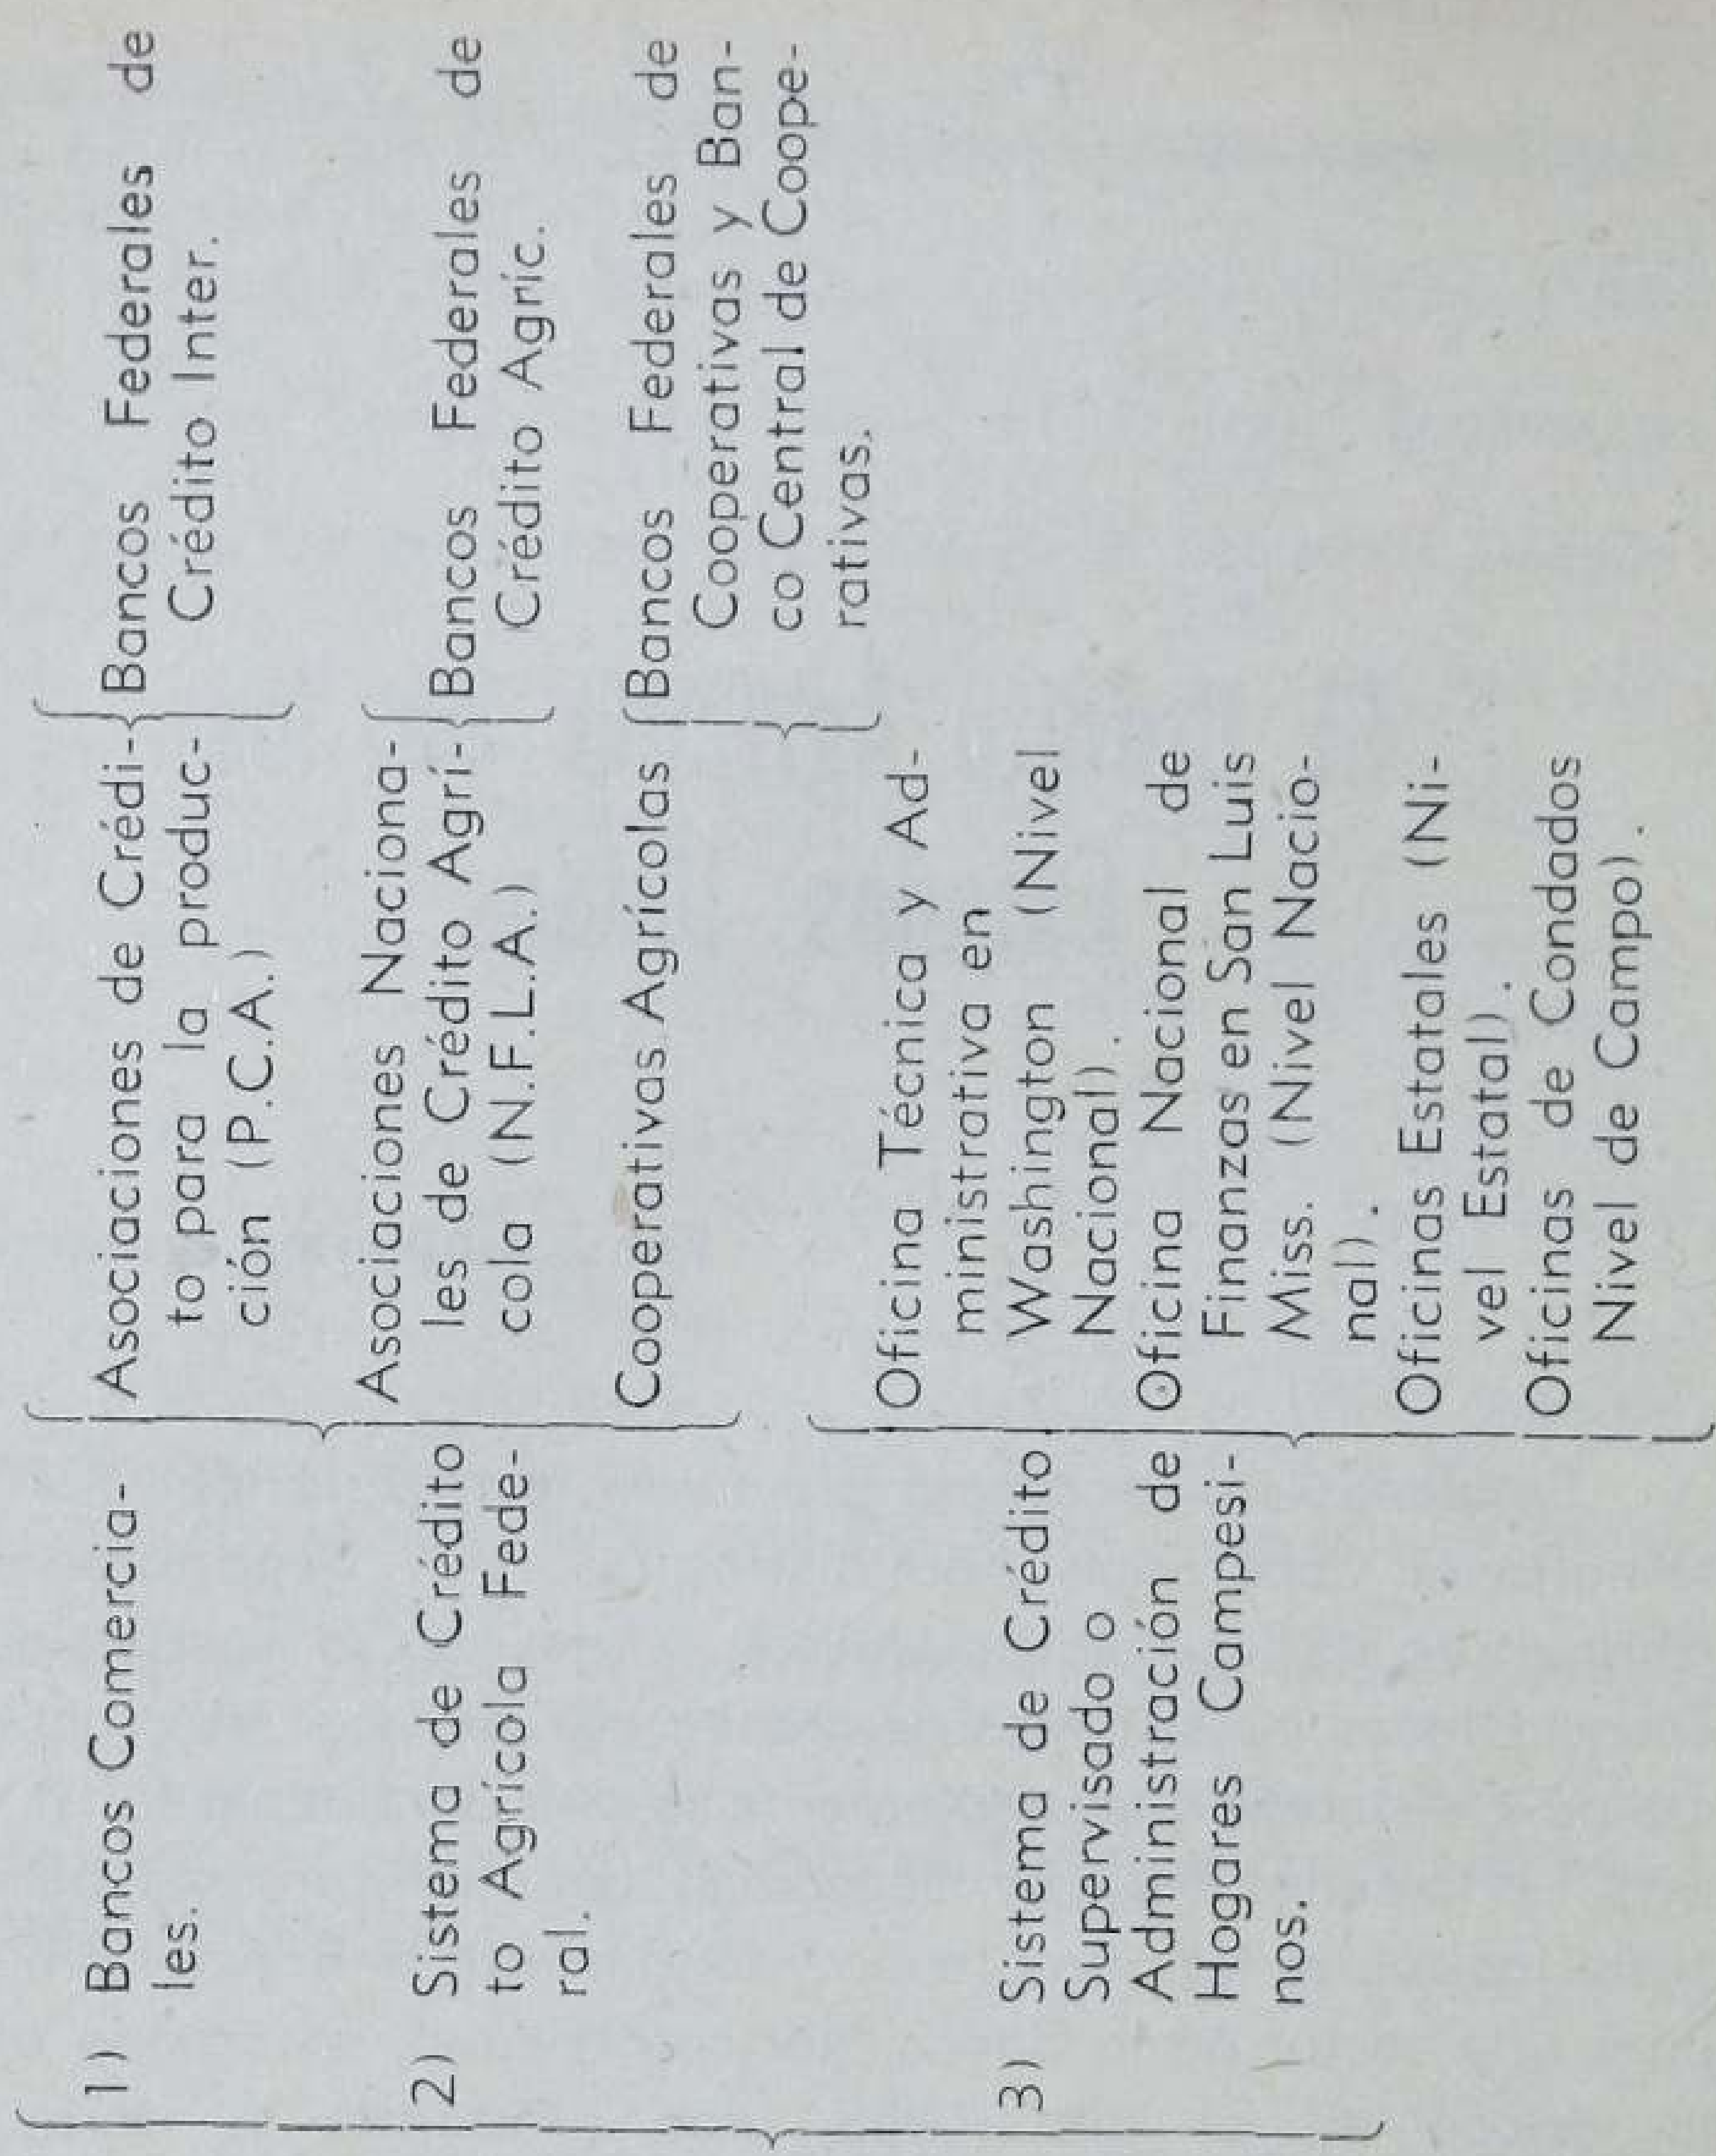 1) Bancos Comercia-
les.
2) Sistema de Crédito
to Agrícola Fede-
ral.
3) Sistema de Crédito
Supervisado o
Administración de
Hogares Campesi-
nos.
Asociaciones de Crédi-
to para la produc-
ción (P.C.A.)
Asociaciones Naciona-
les de Crédito Agrí-
cola (N.F.L.A.)
Cooperativas Agrícolas
Oficina Técnica y Ad-
ministrativa en
Washington (Nivel
Nacional).
Oficina Nacional de
Finanzas en San Luis
Miss. (Nivel Nacio-
nal).
Oficinas Estatales (Ni-
vel Estatal).
Oficinas de Condados
Nivel de Campo).
Bancos Federales de
Crédito Inter.
Bancos Federales de
Crédito Agríc.
Bancos Federales de
Cooperativas y Ban-
co Central de Coope-
rativas.